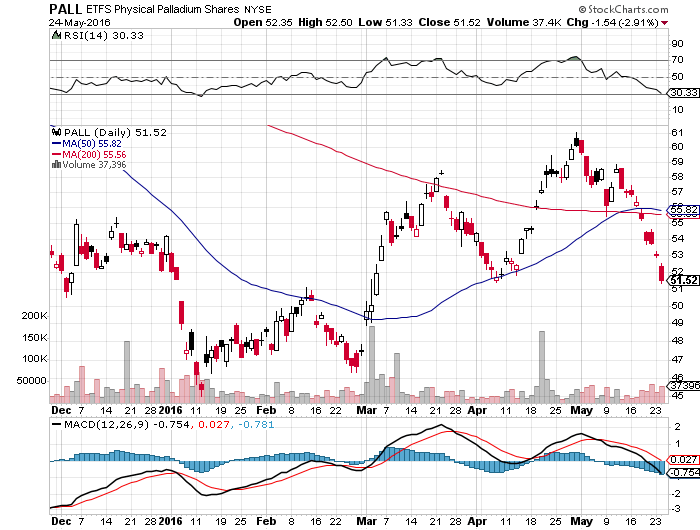 PALL ETFS Physical Palladium Shares NYSE © StockCharts.com
24-May-2016 Open 52.35 High 52.50 Low 51.33 Close 51.52 Volume 37.4K Chg -1.54 (-2.91%)
RSI(14) 30.33
90
70
50
30.33
10
PALL (Daily) 51.52
MA(50) 55.82
MA(200) 55.56
Volume 37,396
61
60
59
58
57
56
55.82
54
53
52
51.52
51
50
49
48
47
46
45
200K
150K
100K
50000
37396
Dec 7 14 21 28 2016 11 19 25 Feb 8 16 22 Mar 7 14 21 28 Apr 11 18 25 May 9 16 23
MACD(12,26,9) -0.754, 0.027, -0.781
2
1
0.027
-0.754
-2
-3
Dec 7 14 21 28 2016 11 19 25 Feb 8 16 22 Mar 7 14 21 28 Apr 11 18 25 May 9 16 23